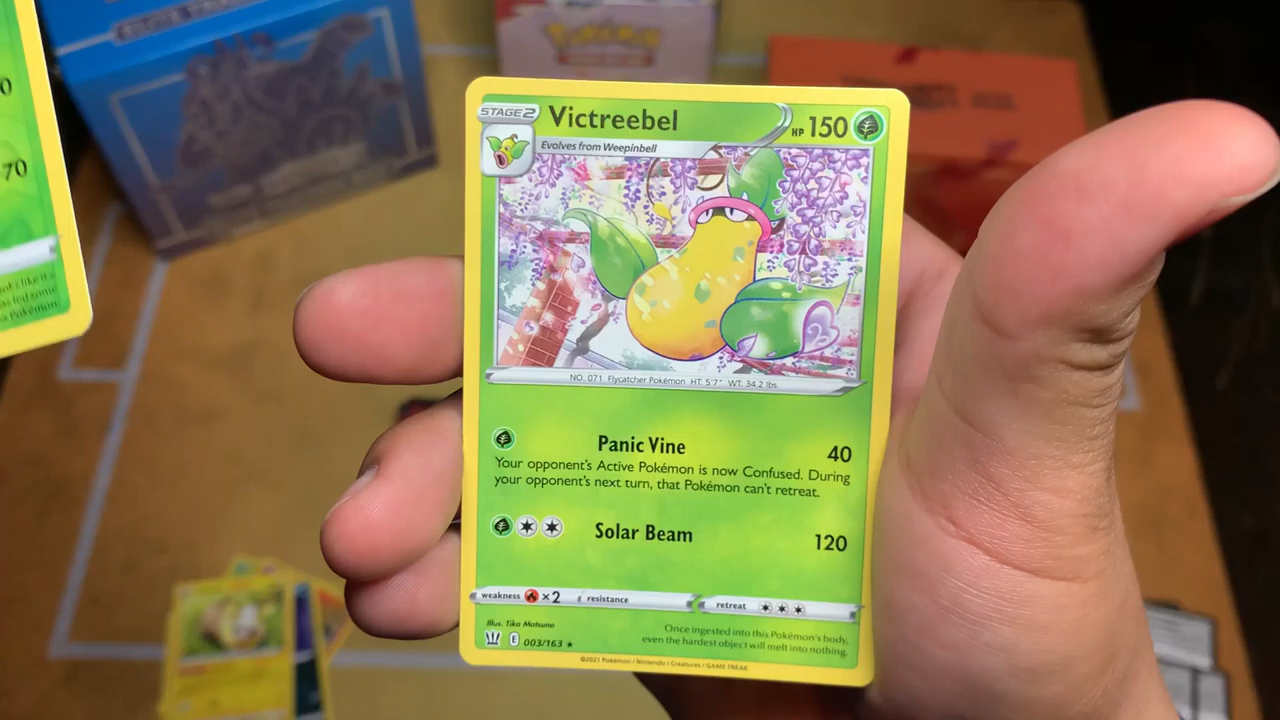 Pokémon
0
70
STAGE 2
Victreebel
HP 150
Evolves from Weepinbell
NO. 071 Flycatcher Pokémon HT: 5'7" WT: 34.2 lbs.
Panic Vine 40
Your opponent's Active Pokémon is now Confused. During
your opponent's next turn, that Pokémon can't retreat.
Solar Beam 120
weakness ×2 resistance retreat
Illus. Tika Matsuno
E 003/163 ★
Once ingested into this Pokémon's body,
even the hardest object will melt into nothing.
©2021 Pokémon / Nintendo / Creatures / GAME FREAK